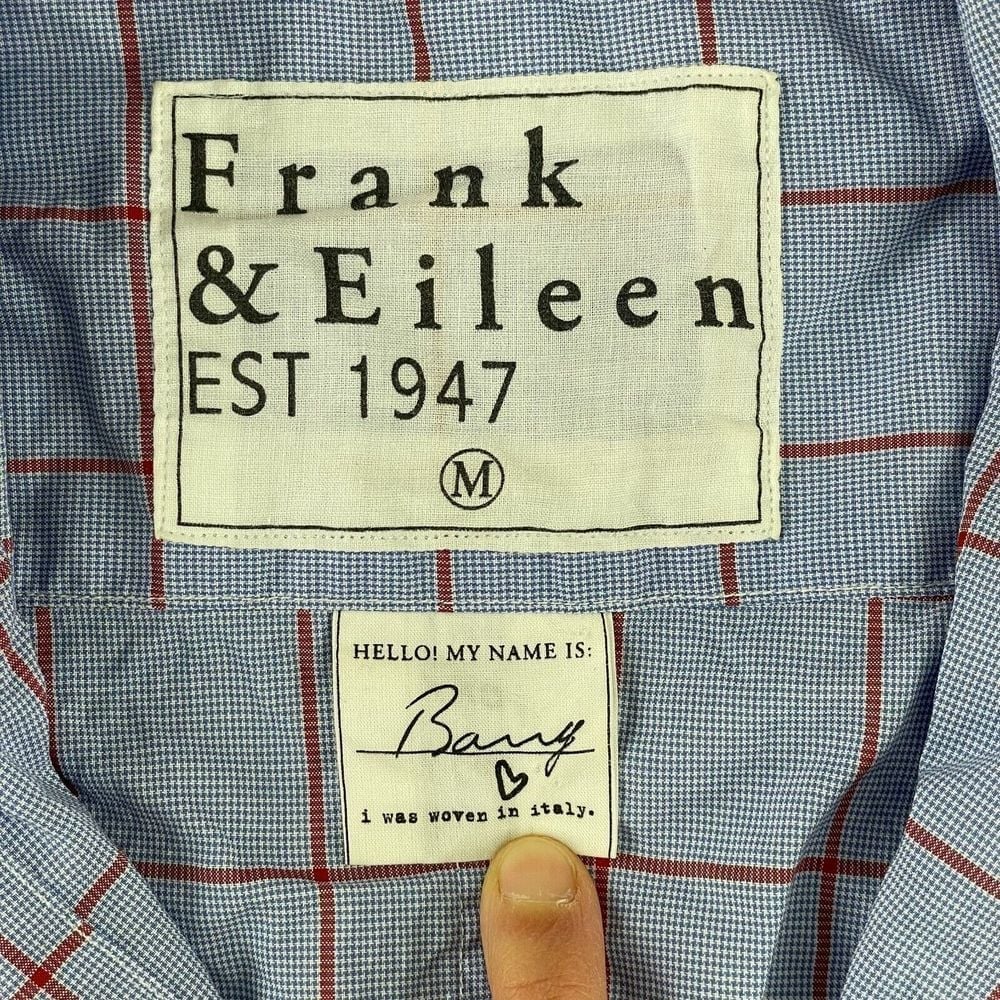 Frank
& Eileen
EST 1947
M
HELLO! MY NAME IS:
Barry
i was woven in italy.